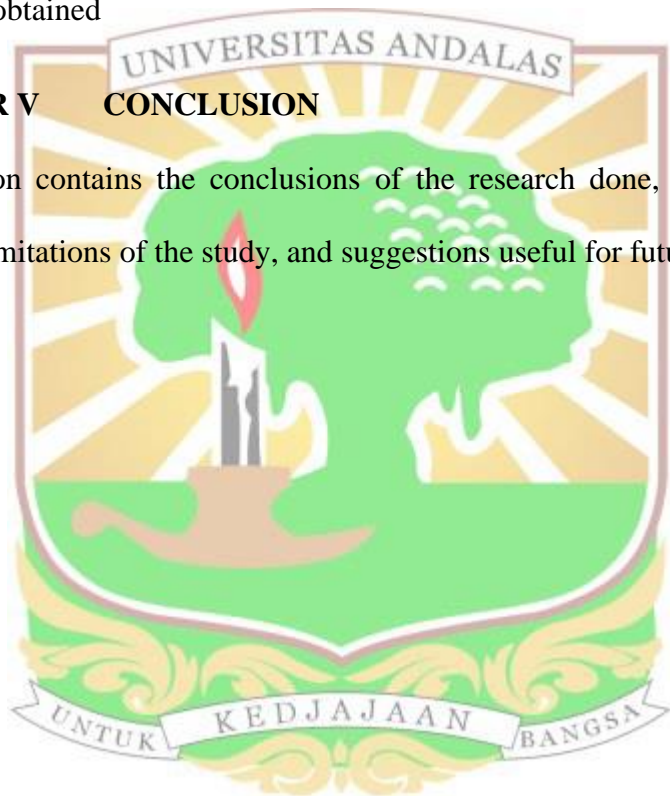 obtained
UNIVERSITAS ANDALAS
R V CONCLUSION
on contains the conclusions of the research done,
mitations of the study, and suggestions useful for futu
UNTUK KEDJAJAAN BANGSA